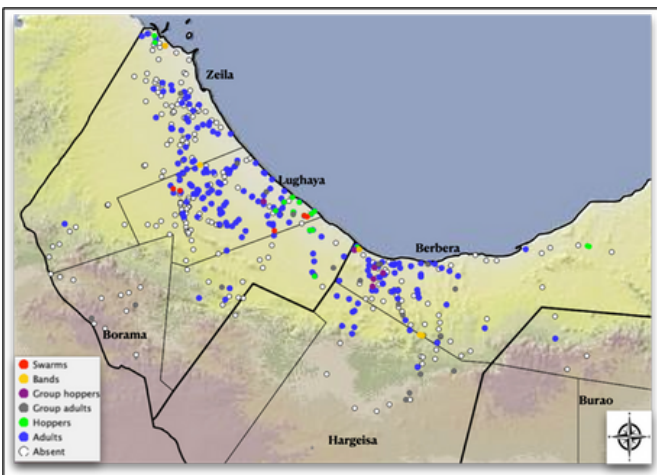 Zeila
Lughaya
Berbera
Borama
Burao
Hargeisa
Swarms
Bands
Group hoppers
Group adults
Hoppers
Adults
Absent